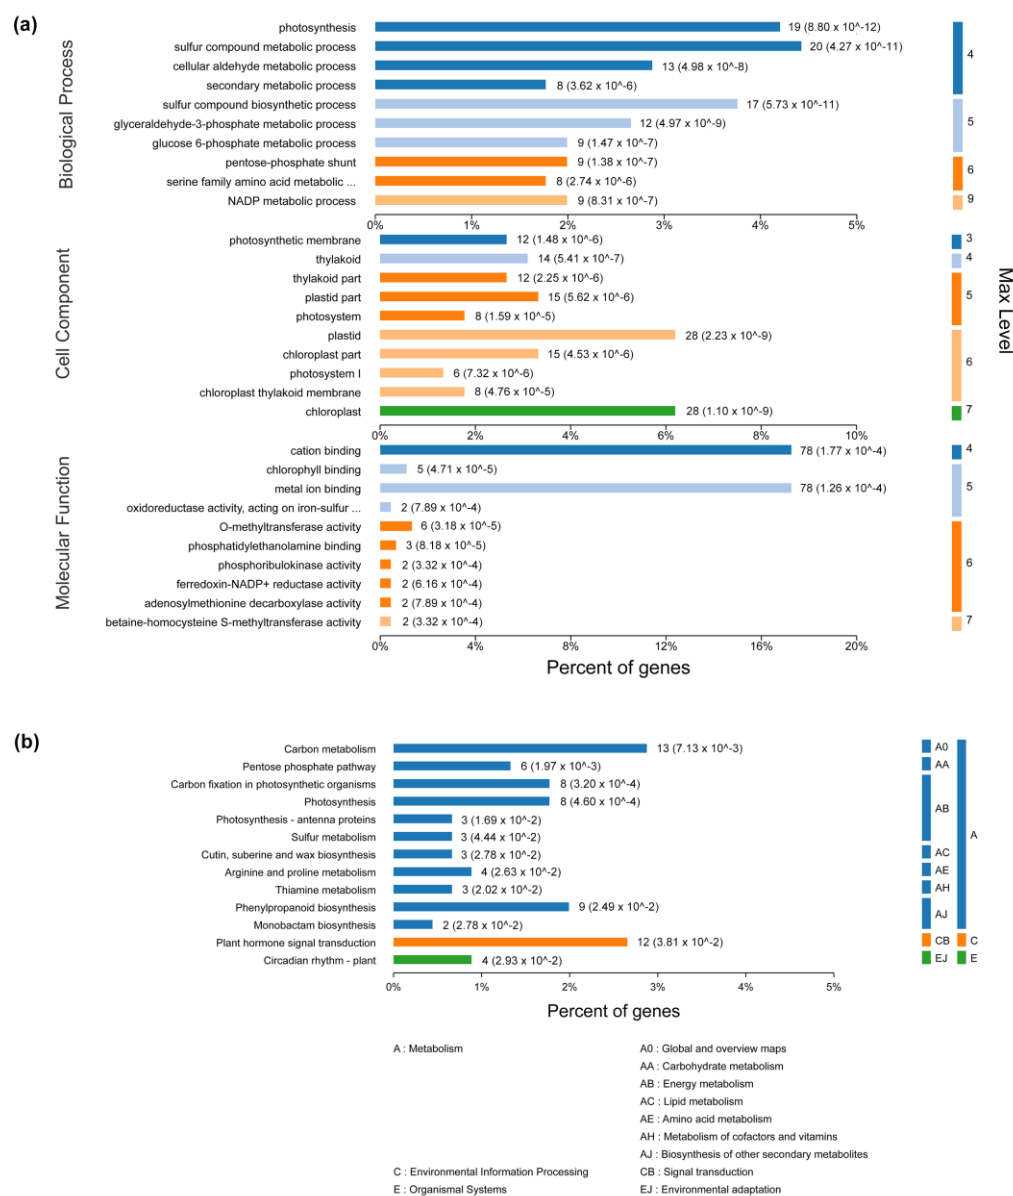 (a)
Biological Process
photosynthesis 19 (8.80 x 10^-12)
sulfur compound metabolic process 20 (4.27 x 10^-11)
cellular aldehyde metabolic process 13 (4.98 x 10^-8)
secondary metabolic process 8 (3.62 x 10^-6)
4
sulfur compound biosynthetic process 17 (5.73 x 10^-11)
glyceraldehyde-3-phosphate metabolic process 12 (4.97 x 10^-9)
glucose 6-phosphate metabolic process 9 (1.47 x 10^-7)
5
pentose-phosphate shunt 9 (1.38 x 10^-7)
serine family amino acid metabolic ... 8 (2.74 x 10^-6)
6
NADP metabolic process 9 (8.31 x 10^-7)
9
0% 1% 2% 3% 4% 5%
Cell Component
photosynthetic membrane 12 (1.48 x 10^-6)
3
thylakoid 14 (5.41 x 10^-7)
4
thylakoid part 12 (2.25 x 10^-6)
plastid part 15 (5.62 x 10^-6)
photosystem 8 (1.59 x 10^-5)
5
plastid 28 (2.23 x 10^-9)
chloroplast part 15 (4.53 x 10^-6)
photosystem I 6 (7.32 x 10^-6)
chloroplast thylakoid membrane 8 (4.76 x 10^-5)
6
chloroplast 28 (1.10 x 10^-9)
7
0% 2% 4% 6% 8% 10%
Max Level
Molecular Function
cation binding 78 (1.77 x 10^-4)
4
chlorophyll binding 5 (4.71 x 10^-5)
metal ion binding 78 (1.26 x 10^-4)
oxidoreductase activity, acting on iron-sulfur ... 2 (7.89 x 10^-4)
5
O-methyltransferase activity 6 (3.18 x 10^-5)
phosphatidylethanolamine binding 3 (8.18 x 10^-5)
phosphoribulokinase activity 2 (3.32 x 10^-4)
ferredoxin-NADP+ reductase activity 2 (6.16 x 10^-4)
adenosylmethionine decarboxylase activity 2 (7.89 x 10^-4)
6
betaine-homocysteine S-methyltransferase activity 2 (3.32 x 10^-4)
7
0% 4% 8% 12% 16% 20%
Percent of genes
(b)
Carbon metabolism 13 (7.13 x 10^-3) A0
Pentose phosphate pathway 6 (1.97 x 10^-3) AA
Carbon fixation in photosynthetic organisms 8 (3.20 x 10^-4)
Photosynthesis 8 (4.60 x 10^-4) AB
Photosynthesis - antenna proteins 3 (1.69 x 10^-2)
Sulfur metabolism 3 (4.44 x 10^-2) A
Cutin, suberine and wax biosynthesis 3 (2.78 x 10^-2) AC
Arginine and proline metabolism 4 (2.63 x 10^-2) AE
Thiamine metabolism 3 (2.02 x 10^-2) AH
Phenylpropanoid biosynthesis 9 (2.49 x 10^-2) AJ
Monobactam biosynthesis 2 (2.78 x 10^-2)
Plant hormone signal transduction 12 (3.81 x 10^-2) CB C
Circadian rhythm - plant 4 (2.93 x 10^-2) EJ E
0% 1% 2% 3% 4% 5%
Percent of genes
A : Metabolism A0 : Global and overview maps
AA : Carbohydrate metabolism
AB : Energy metabolism
AC : Lipid metabolism
AE : Amino acid metabolism
AH : Metabolism of cofactors and vitamins
AJ : Biosynthesis of other secondary metabolites
C : Environmental Information Processing CB : Signal transduction
E : Organismal Systems EJ : Environmental adaptation